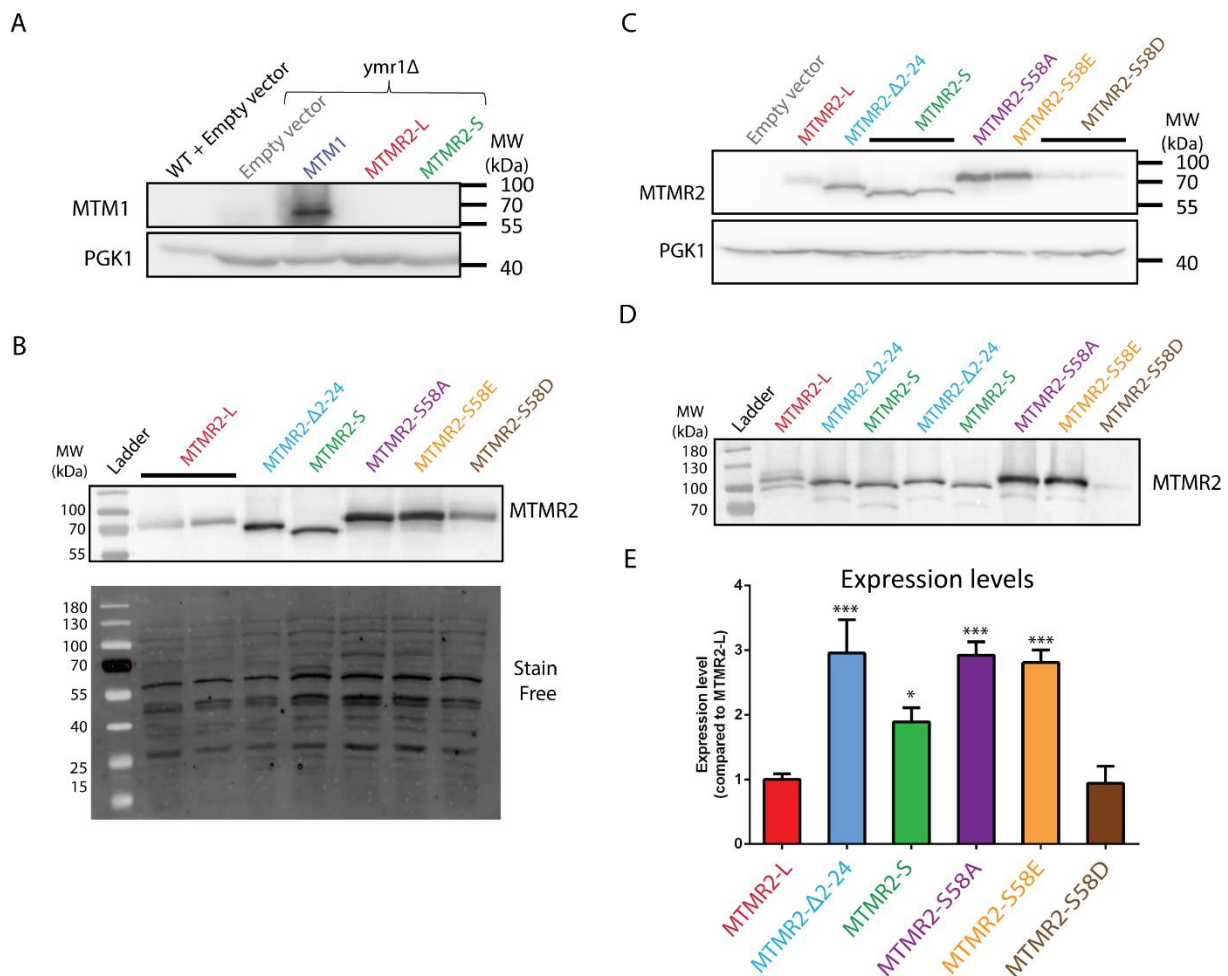 A
ymr1Δ
WT + Empty vector
Empty vector
MTM1
MTMR2-L
MTMR2-S
MW
(kDa)
MTM1
100
70
55
PGK1
40
B
MW
(kDa)
Ladder
MTMR2-L
MTMR2-Δ2-24
MTMR2-S
MTMR2-S58A
MTMR2-S58E
MTMR2-S58D
100
70
55
MTMR2
180
130
100
70
55
40
25
15
Stain
Free
C
Empty vector
MTMR2-L
MTMR2-Δ2-24
MTMR2-S
MTMR2-S58A
MTMR2-S58E
MTMR2-S58D
MW
(kDa)
MTMR2
100
70
55
PGK1
40
D
MW
(kDa)
Ladder
MTMR2-L
MTMR2-Δ2-24
MTMR2-S
MTMR2-Δ2-24
MTMR2-S
MTMR2-S58A
MTMR2-S58E
MTMR2-S58D
180
130
100
70
MTMR2
E
Expression levels
Expression level
(compared to MTMR2-L)
4
3
2
1
0
***
*
***
***
MTMR2-L
MTMR2-Δ2-24
MTMR2-S
MTMR2-S58A
MTMR2-S58E
MTMR2-S58D